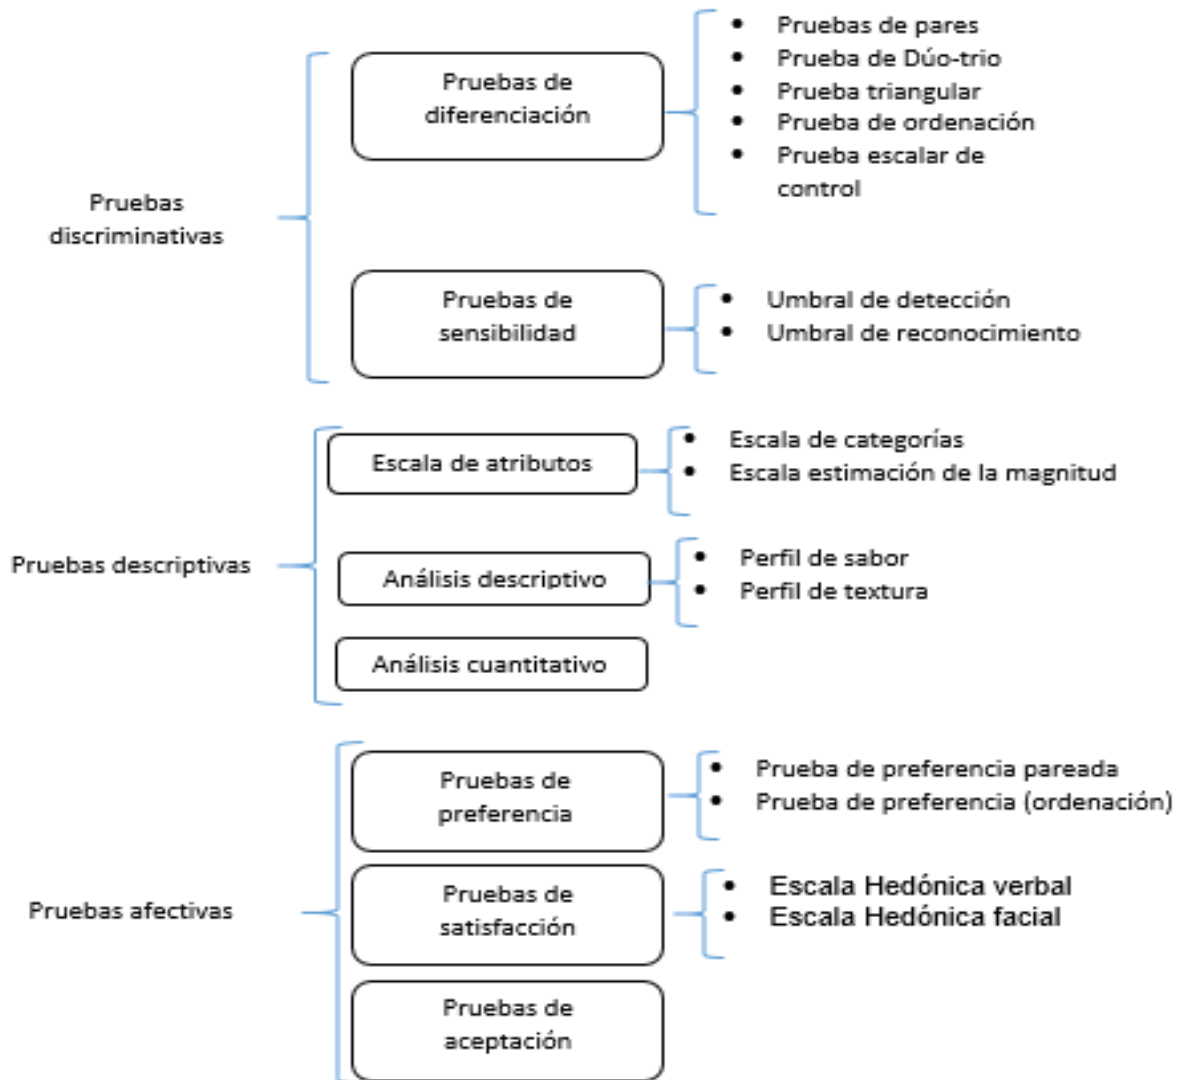 Pruebas
discriminativas
Pruebas de
diferenciación
• Pruebas de pares
• Prueba de Dúo-trio
• Prueba triangular
• Prueba de ordenación
• Prueba escalar de
control
Pruebas de
sensibilidad
• Umbral de detección
• Umbral de reconocimiento
Pruebas descriptivas
Escala de atributos
• Escala de categorías
• Escala estimación de la magnitud
Análisis descriptivo
• Perfil de sabor
• Perfil de textura
Análisis cuantitativo
Pruebas afectivas
Pruebas de
preferencia
• Prueba de preferencia pareada
• Prueba de preferencia (ordenación)
Pruebas de
satisfacción
• Escala Hedónica verbal
• Escala Hedónica facial
Pruebas de
aceptación